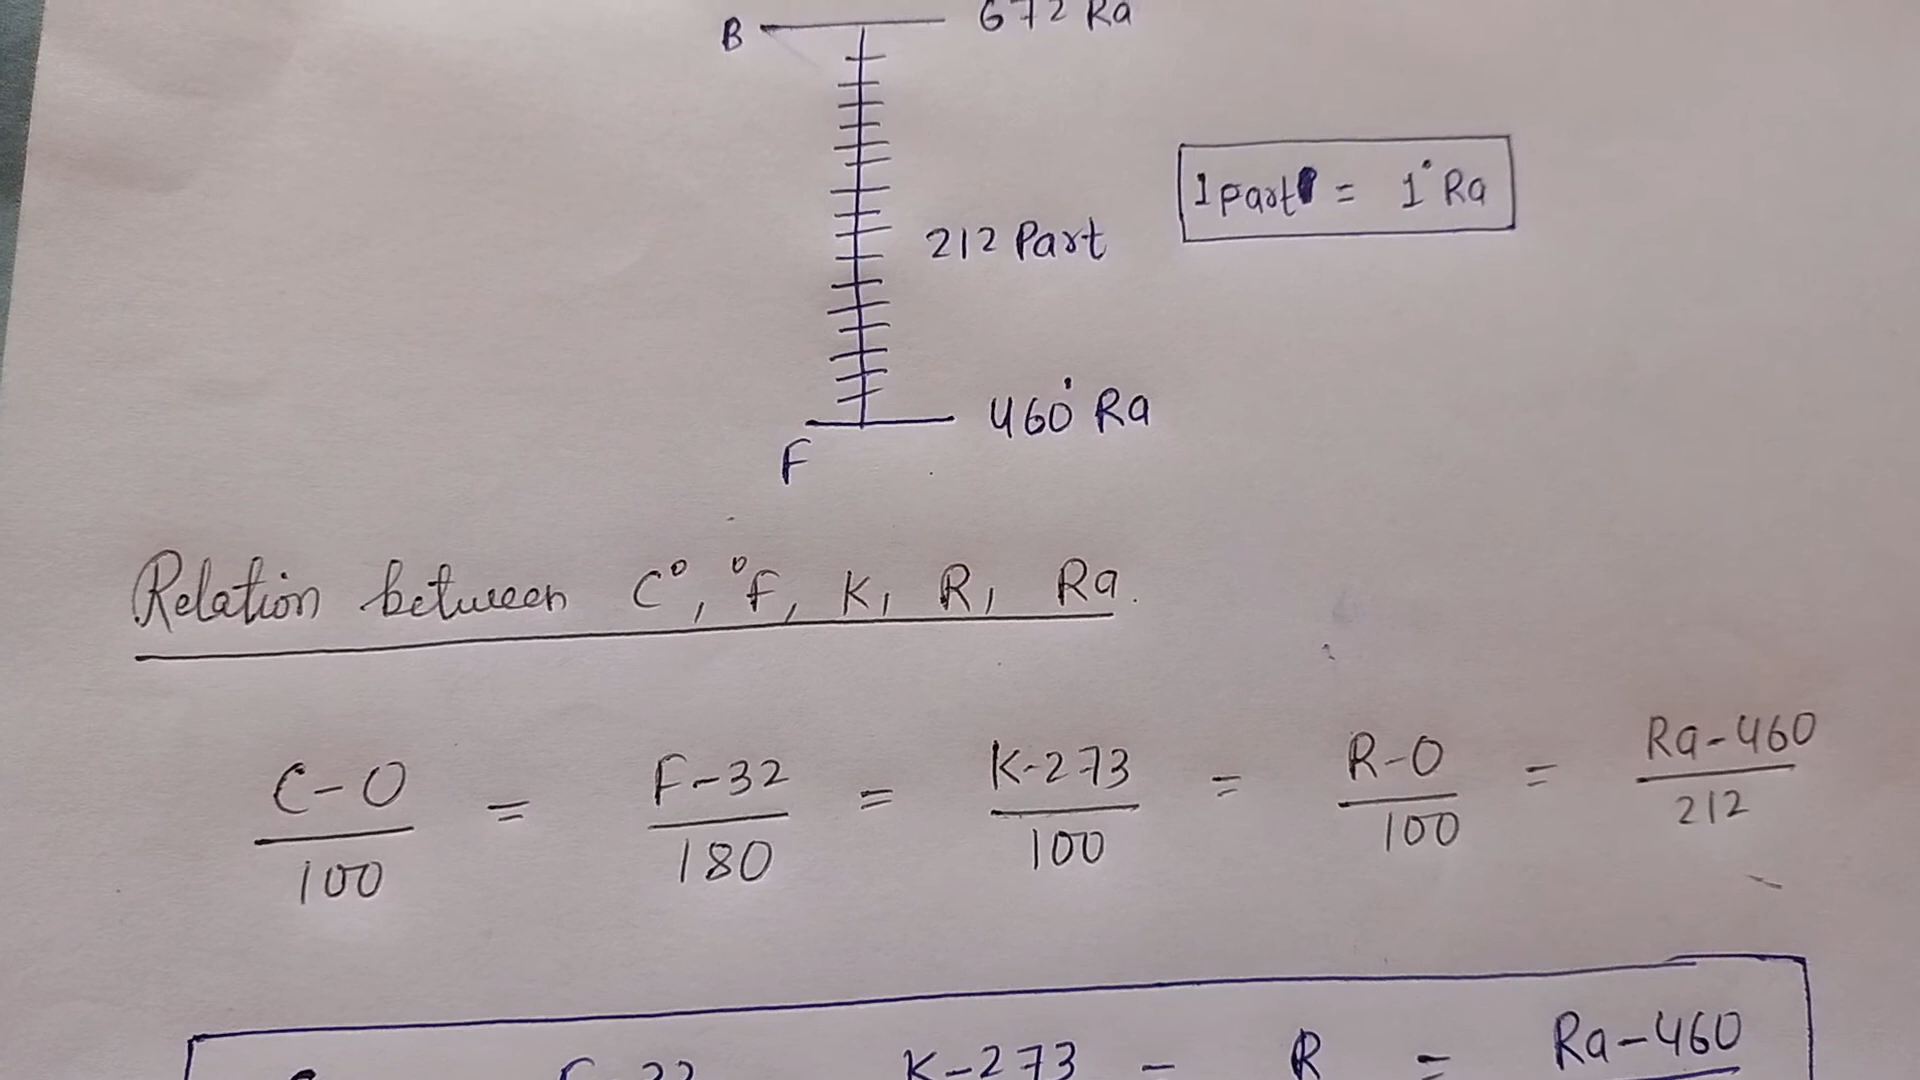 B 672 Ra
1 part = 1° Ra
212 Part
460° Ra
F
Relation between C°, °F, K, R, Ra.
C-0/100 = F-32/180 = K-273/100 = R-0/100 = Ra-460/212
K-273 - R = Ra-460